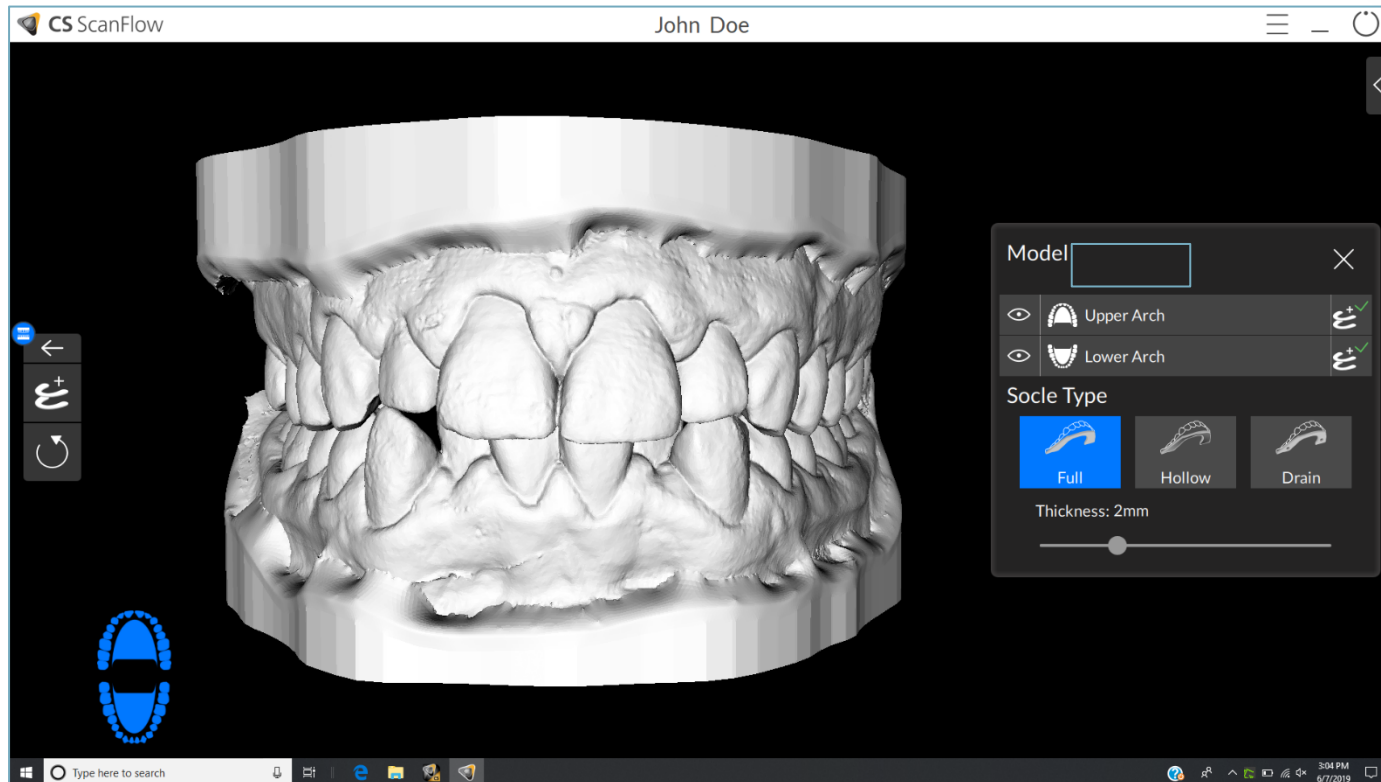 CS ScanFlow
John Doe
Model
Upper Arch
Lower Arch
Socle Type
Full
Hollow
Drain
Thickness: 2mm
Type here to search
3:04 PM
6/7/2019